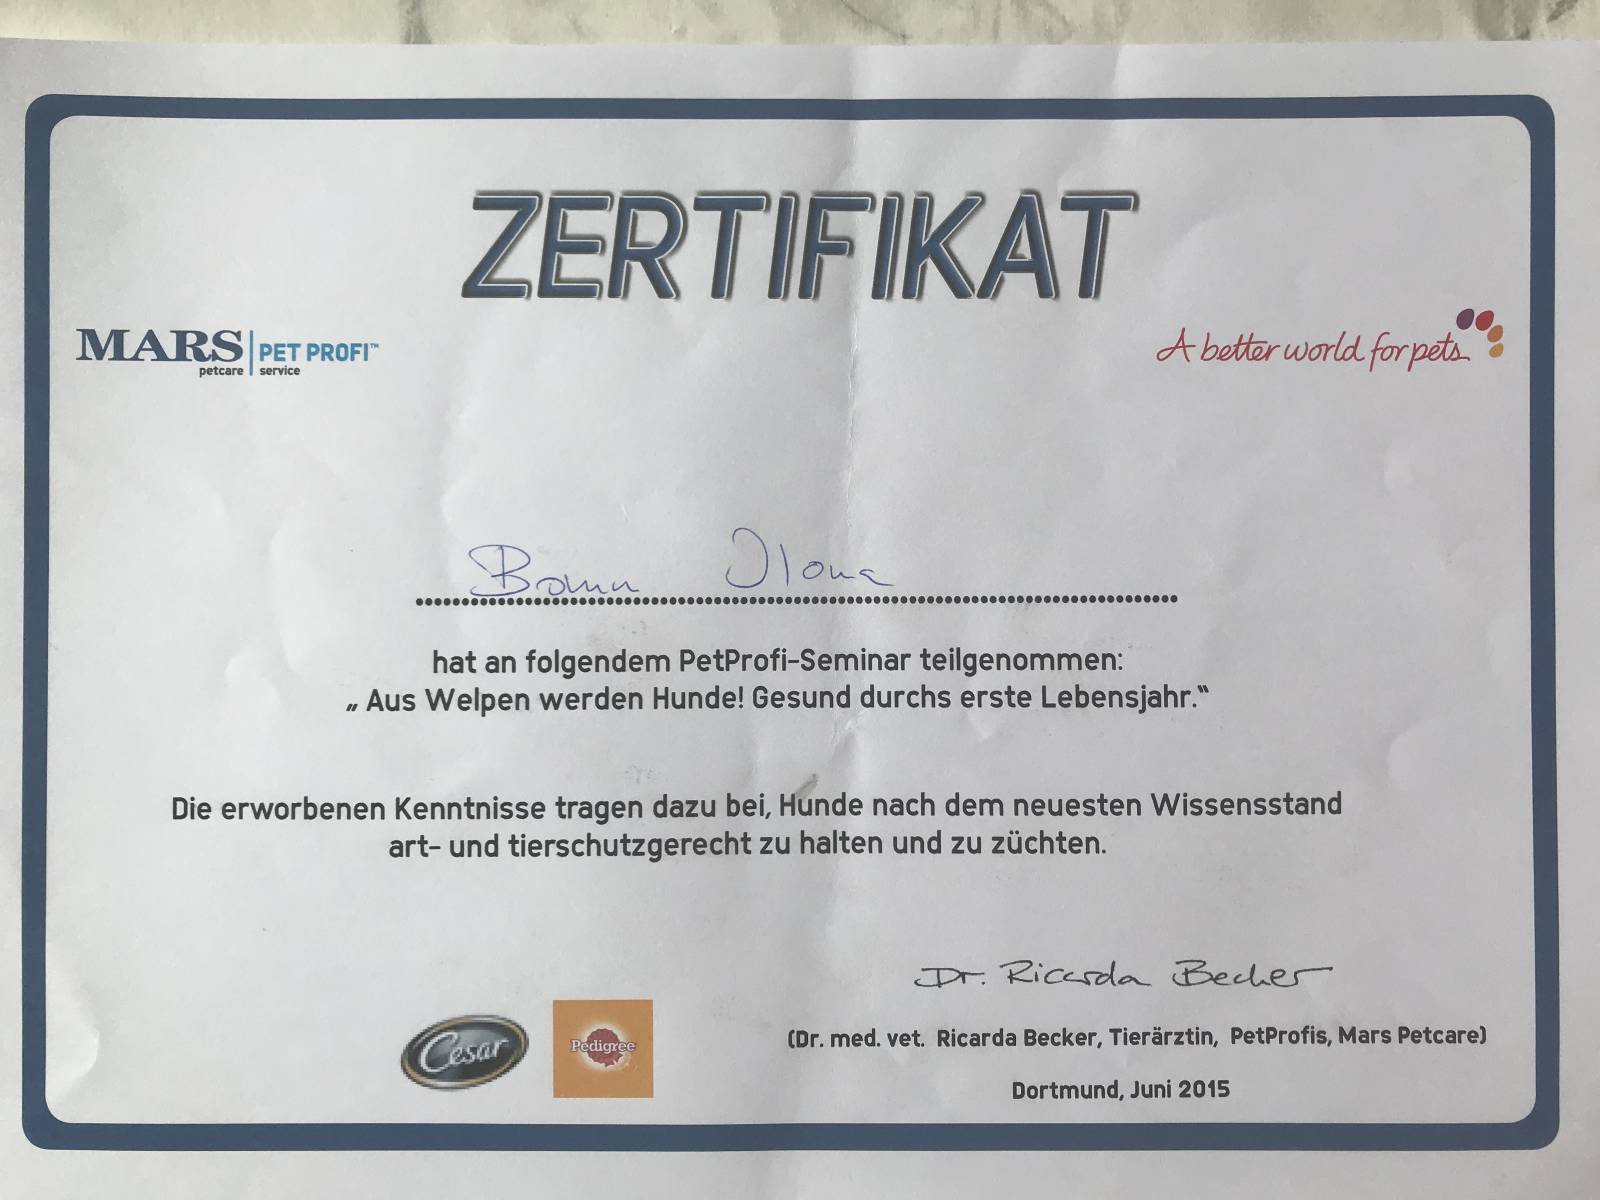 ZERTIFIKAT
MARS PET PROFI™
petcare service
A better world for pets
Ilona
hat an folgendem PetProfi-Seminar teilgenommen:
„ Aus Welpen werden Hunde! Gesund durchs erste Lebensjahr.“
Die erworbenen Kenntnisse tragen dazu bei, Hunde nach dem neuesten Wissensstand
art- und tierschutzgerecht zu halten und zu züchten.
Dr. Ricarda Becker
Cesar
Pedigree
(Dr. med. vet. Ricarda Becker, Tierärztin, PetProfis, Mars Petcare)
Dortmund, Juni 2015